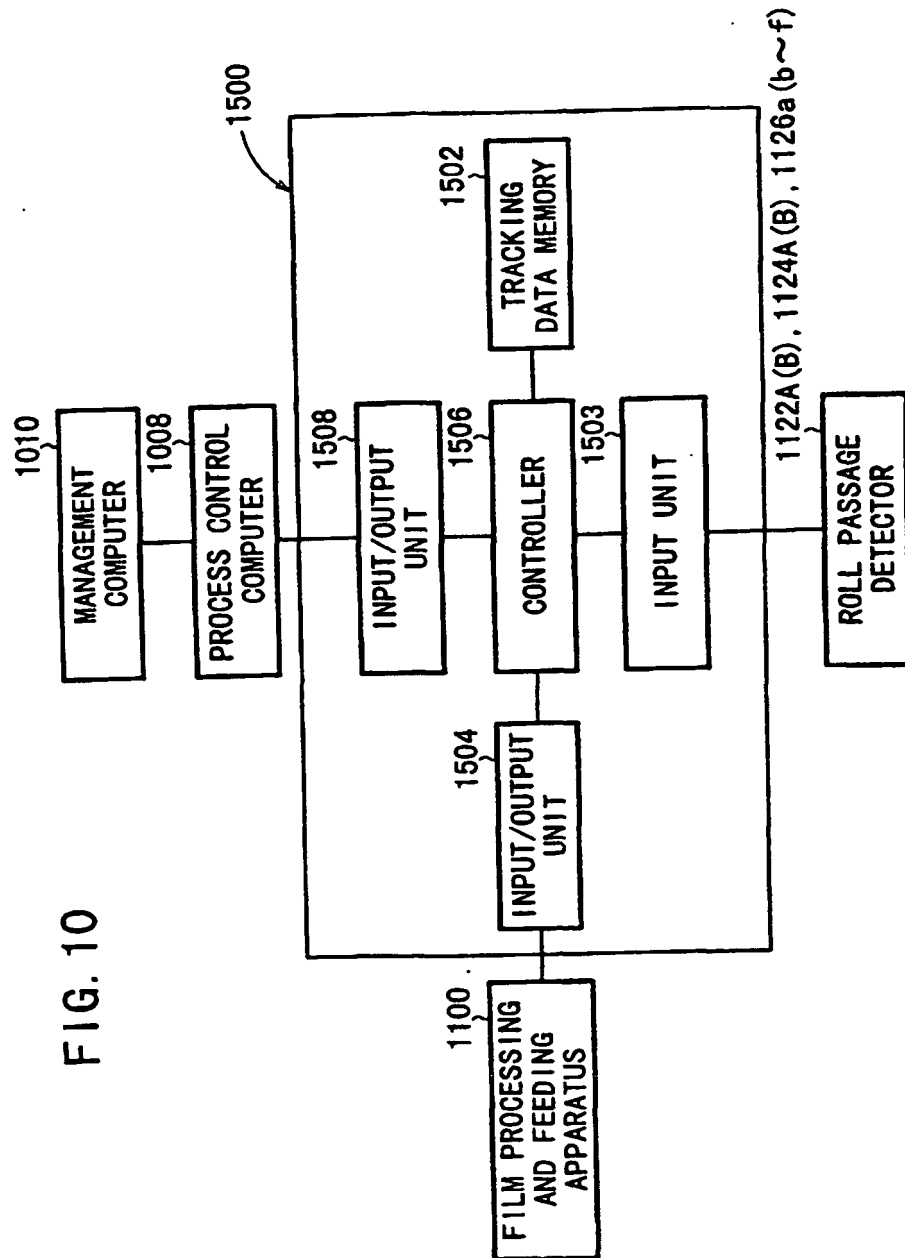 FIG. 10
1010
MANAGEMENT
COMPUTER
1008
PROCESS CONTROL
COMPUTER
1500
1508
INPUT/OUTPUT
UNIT
1100
FILM PROCESSING
AND FEEDING
APPARATUS
1504
INPUT/OUTPUT
UNIT
1506
CONTROLLER
1502
TRACKING
DATA MEMORY
1503
INPUT UNIT
1122A(B), 1124A(B), 1126a(b~f)
ROLL PASSAGE
DETECTOR